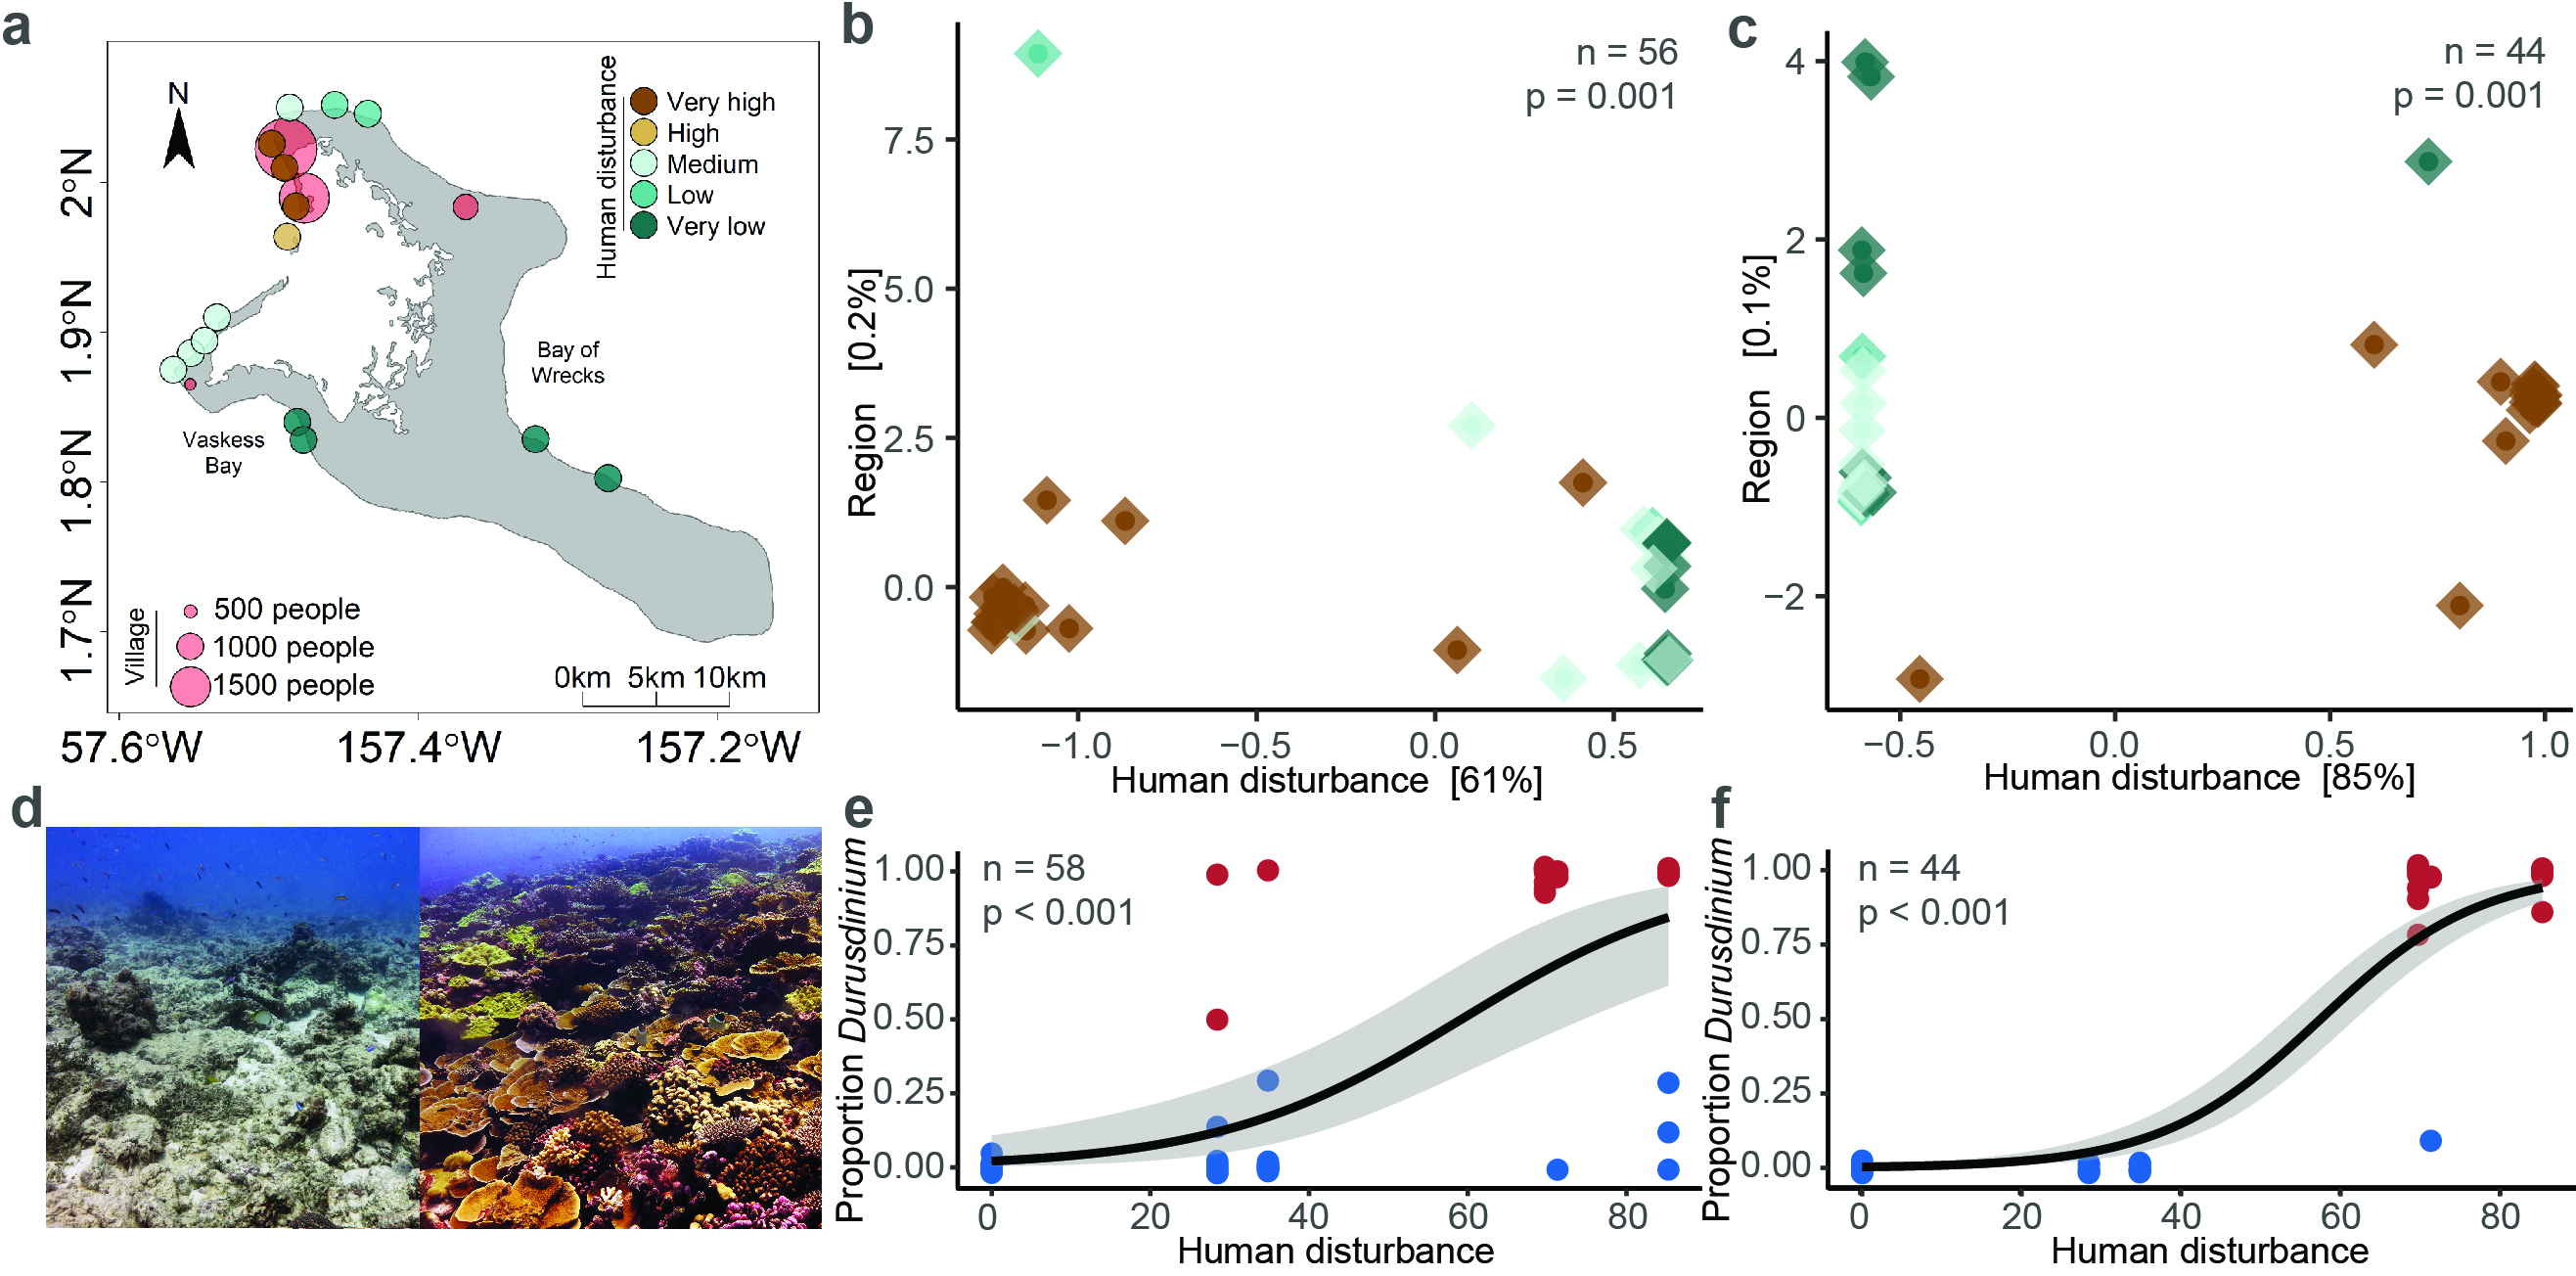 a
N
2°N
1.9°N
1.8°N
1.7°N
57.6°W
157.4°W
157.2°W
Human disturbance
Very high
High
Medium
Low
Very low
Bay of
Wrecks
Vaskess
Bay
Village
500 people
1000 people
1500 people
0km 5km 10km
b
n = 56
p = 0.001
Region [0.2%]
7.5
5.0
2.5
0.0
−1.0
−0.5
0.0
0.5
Human disturbance [61%]
c
n = 44
p = 0.001
Region [0.1%]
4
2
0
−2
−0.5
0.0
0.5
1.0
Human disturbance [85%]
d
e
n = 58
p < 0.001
Proportion Durusdinium
1.00
0.75
0.50
0.25
0.00
0
20
40
60
80
Human disturbance
f
n = 44
p < 0.001
Proportion Durusdinium
1.00
0.75
0.50
0.25
0.00
0
20
40
60
80
Human disturbance